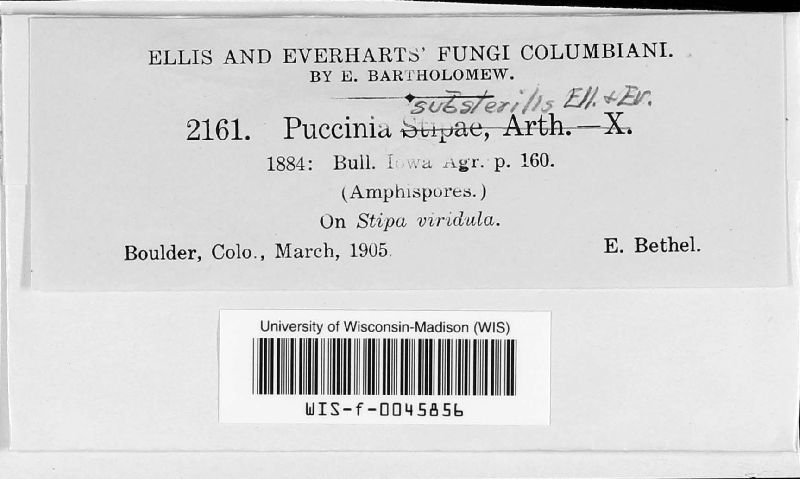 ELLIS AND EVERHARTS' FUNGI COLUMBIANI.
BY E. BARTHOLOMEW.
substerilis Ell. & Ev.
2161. Puccinia Stipae, Arth.—X.
1884: Bull. Iowa Agr. p. 160.
(Amphispores.)
On Stipa viridula.
Boulder, Colo., March, 1905. E. Bethel.
University of Wisconsin-Madison (WIS)
WIS-f-0045856